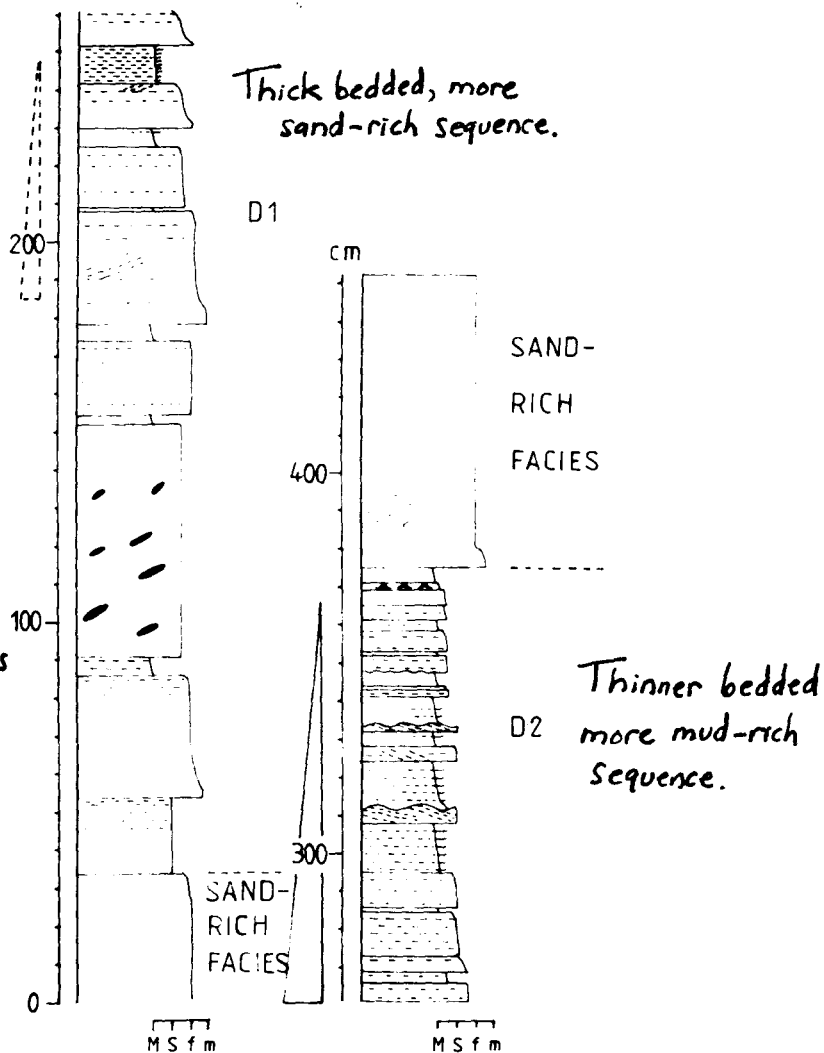 Thick bedded, more
sand-rich sequence.
D1
200
100
s
0
SAND-
RICH
FACIES
M S f m
cm
400
300
SAND-
RICH
FACIES
D2
Thinner bedded
more mud-rich
sequence.
M S f m